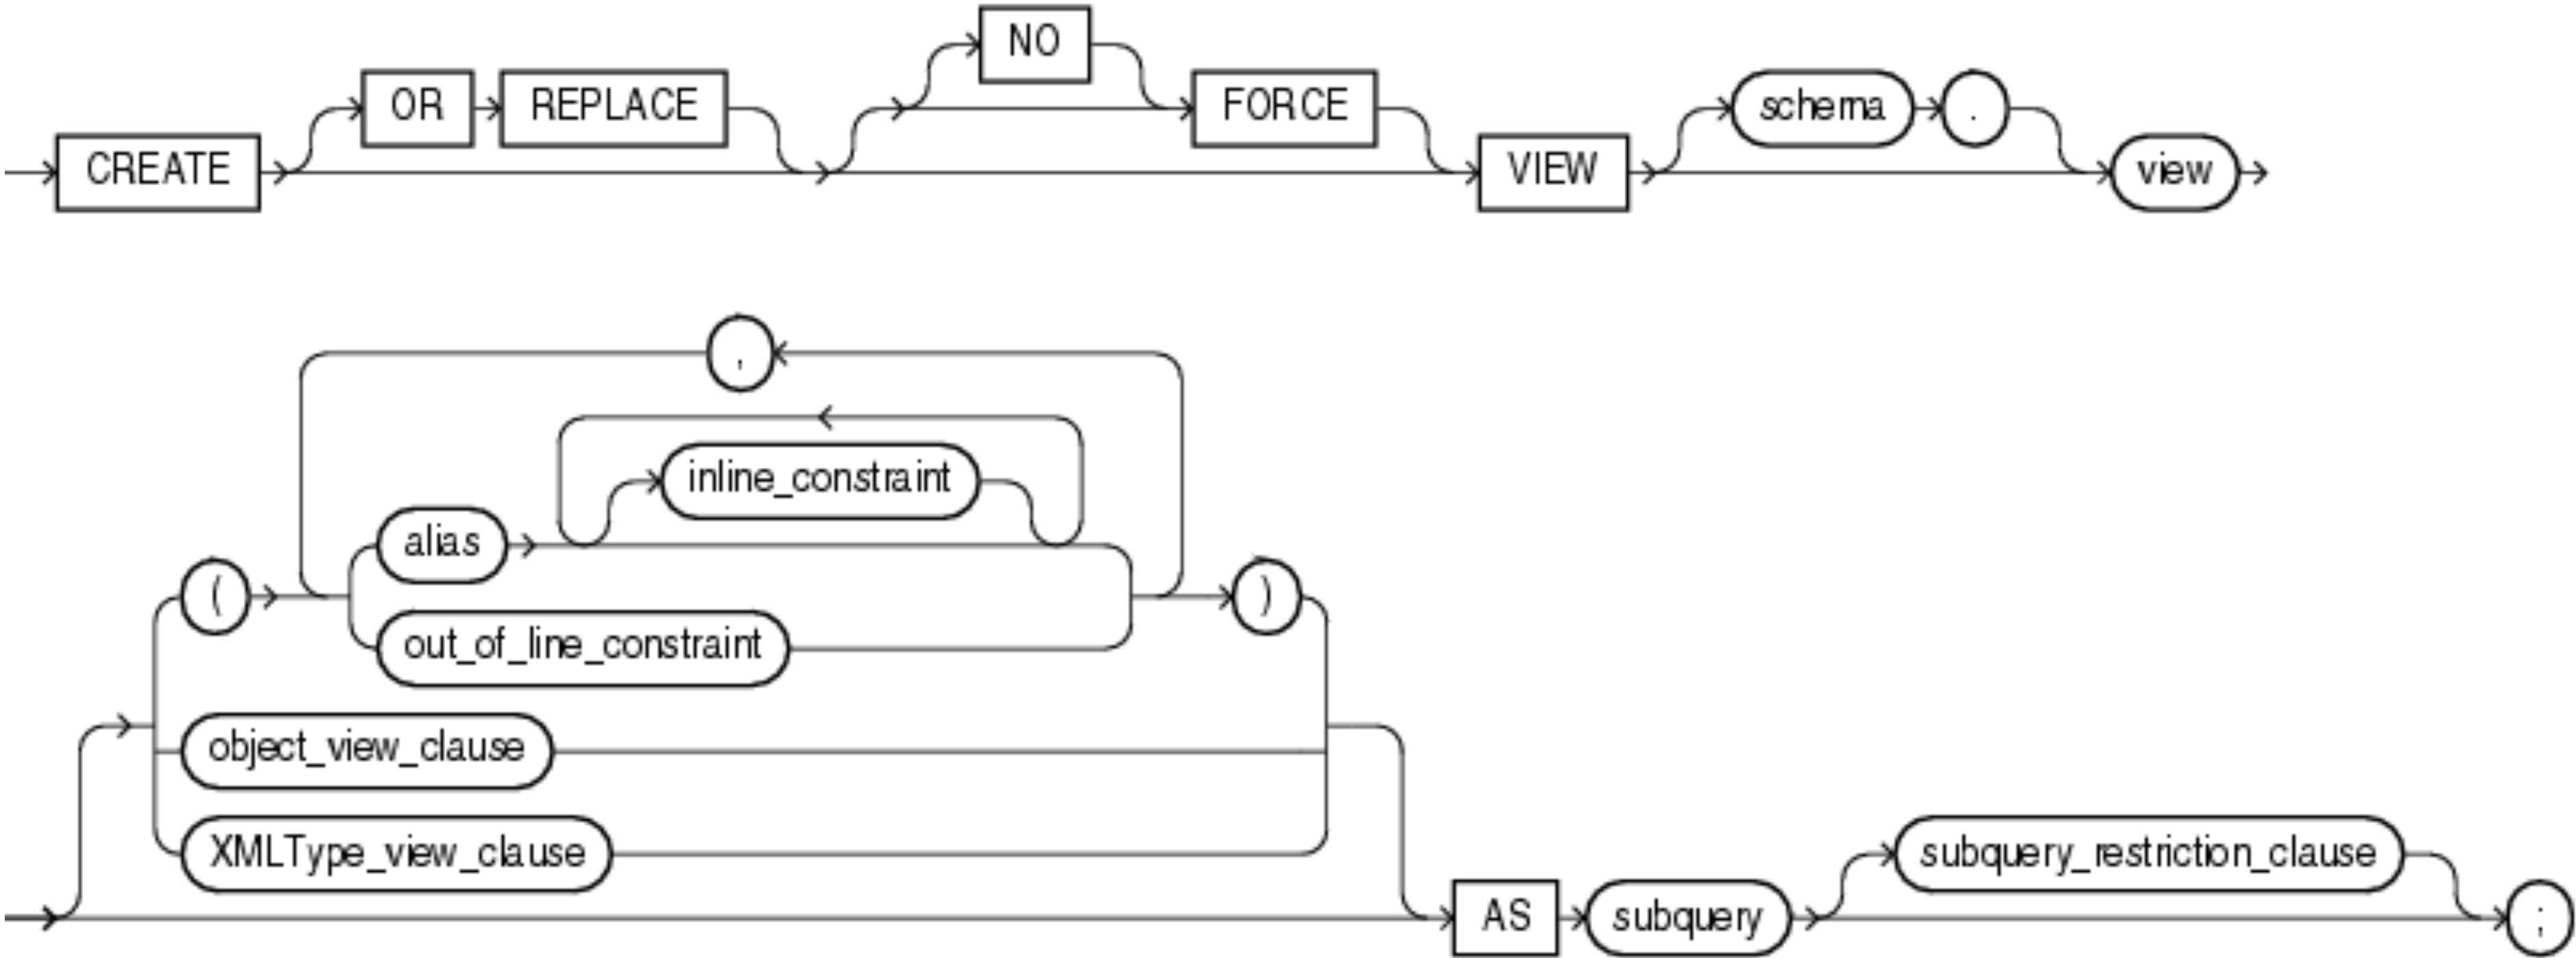 NO
OR REPLACE FORCE schema .
CREATE VIEW view
,
inline_constraint
alias
( )
out_of_line_constraint
object_view_clause
XMLType_view_clause subquery_restriction_clause
AS subquery ;